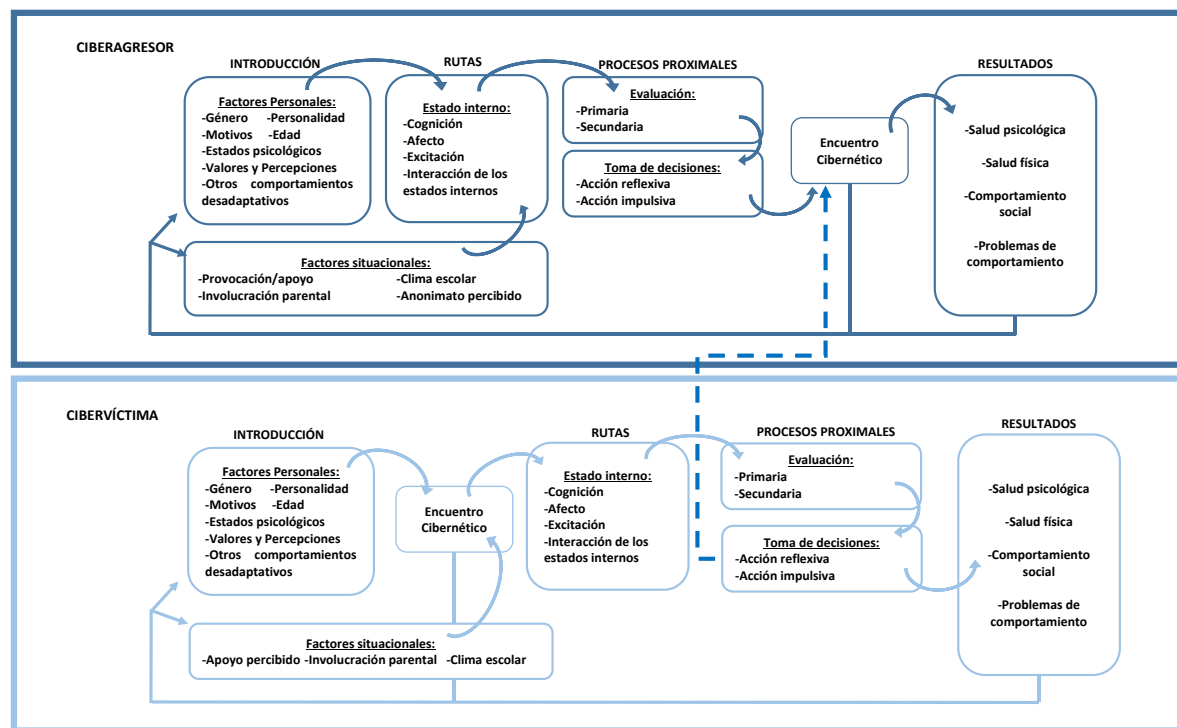 CIBERAGRESOR
INTRODUCCIÓN
Factores Personales:
-Género -Personalidad
-Motivos -Edad
-Estados psicológicos
-Valores y Percepciones
-Otros comportamientos
desadaptativos
Factores situacionales:
-Provocación/apoyo -Clima escolar
-Involucración parental -Anonimato percibido
RUTAS
Estado interno:
-Cognición
-Afecto
-Excitación
-Interacción de los
estados internos
PROCESOS PROXIMALES
Evaluación:
-Primaria
-Secundaria
Toma de decisiones:
-Acción reflexiva
-Acción impulsiva
Encuentro
Cibernético
RESULTADOS
-Salud psicológica
-Salud física
-Comportamiento
social
-Problemas de
comportamiento
CIBERVÍCTIMA
INTRODUCCIÓN
Factores Personales:
-Género -Personalidad
-Motivos -Edad
-Estados psicológicos
-Valores y Percepciones
-Otros comportamientos
desadaptativos
Factores situacionales:
-Apoyo percibido -Involucración parental -Clima escolar
Encuentro
Cibernético
RUTAS
Estado interno:
-Cognición
-Afecto
-Excitación
-Interacción de los
estados internos
PROCESOS PROXIMALES
Evaluación:
-Primaria
-Secundaria
Toma de decisiones:
-Acción reflexiva
-Acción impulsiva
RESULTADOS
-Salud psicológica
-Salud física
-Comportamiento
social
-Problemas de
comportamiento